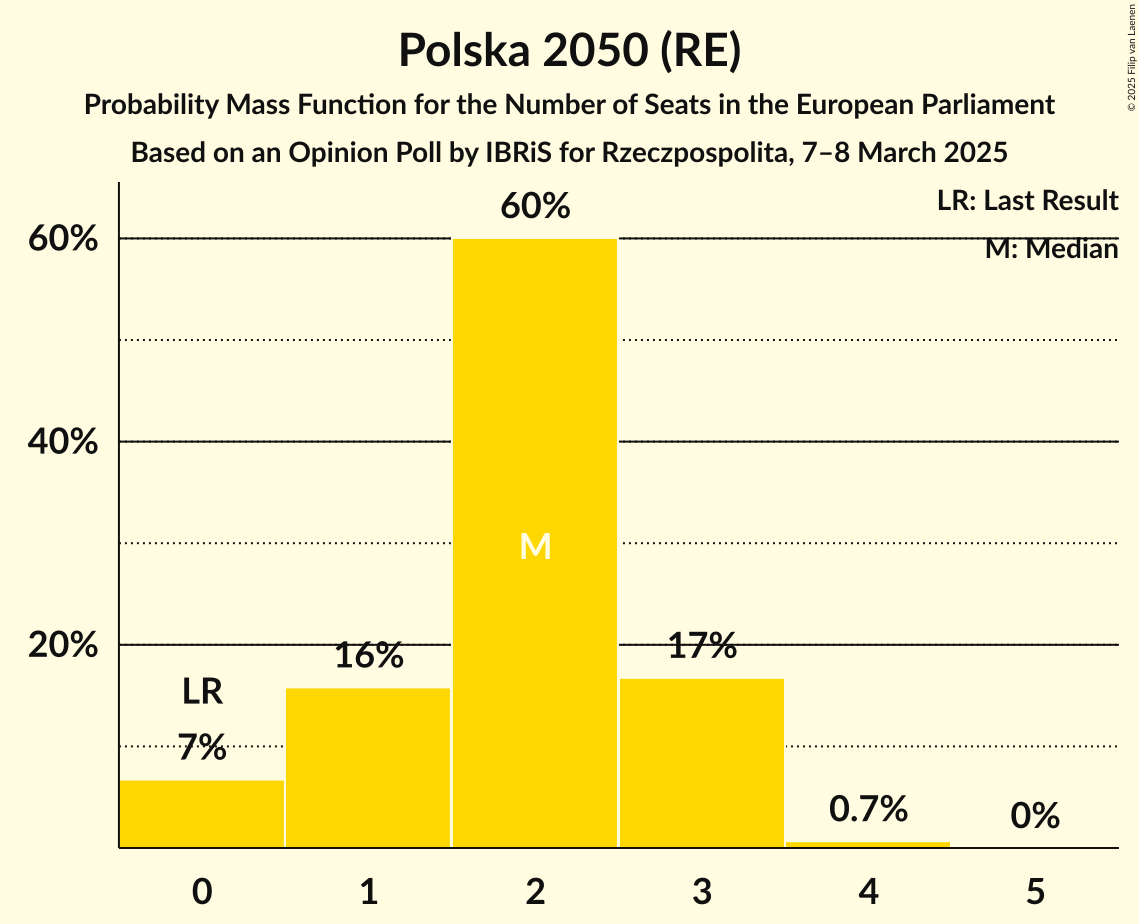 Polska 2050 (RE)
Probability Mass Function for the Number of Seats in the European Parliament
Based on an Opinion Poll by IBRiS for Rzeczpospolita, 7–8 March 2025
© 2025 Filip van Laenen
LR: Last Result
M: Median
60%
40%
20%
LR
7%
16%
60%
M
17%
0.7%
0%
0
1
2
3
4
5